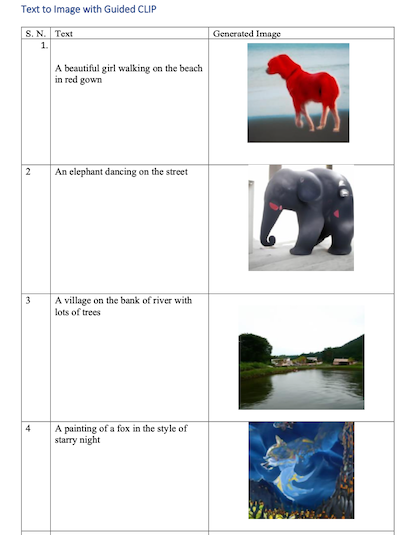 Text to Image with Guided CLIP
S. N. Text Generated Image
1.
A beautiful girl walking on the beach
in red gown
2 An elephant dancing on the street
3 A village on the bank of river with
lots of trees
4 A painting of a fox in the style of
starry night